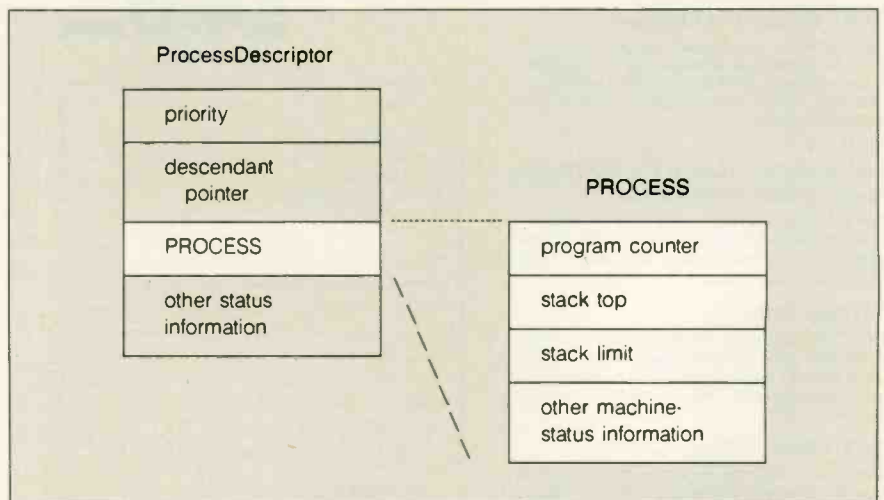 ProcessDescriptor
priority
descendant
pointer
PROCESS
other status
information
PROCESS
program counter
stack top
stack limit
other machine-
status information